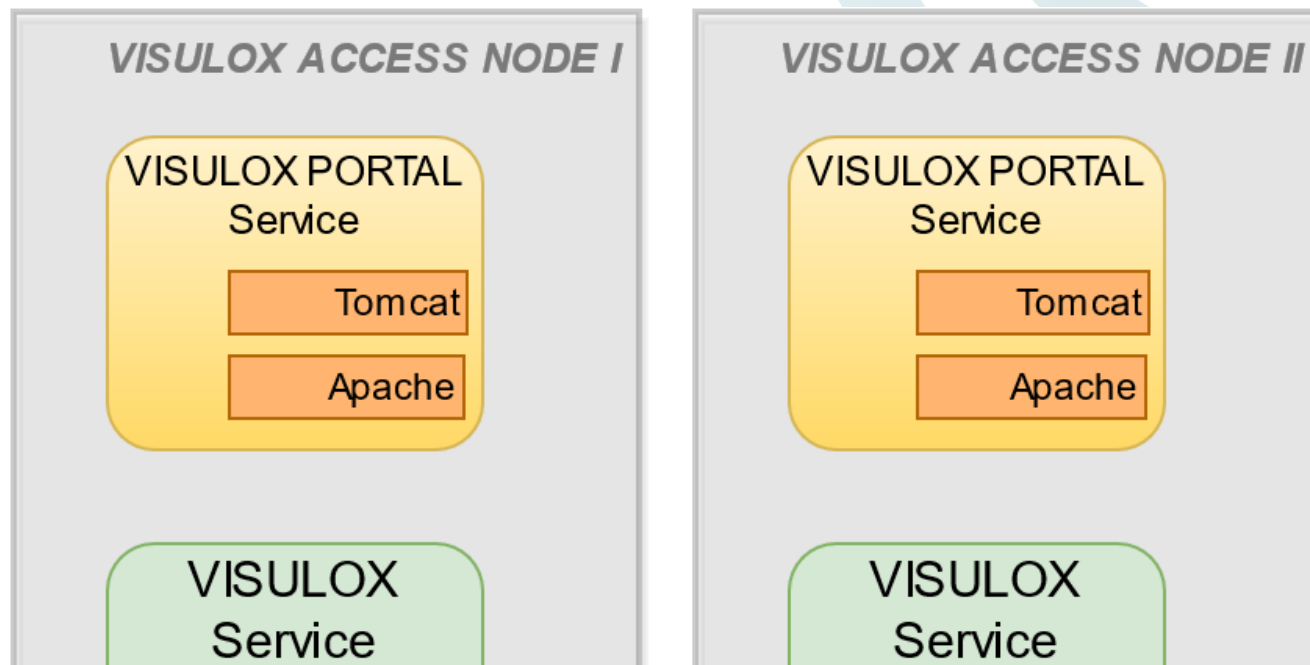 VISULOX ACCESS NODE I
VISULOX PORTAL
Service
Tomcat
Apache
VISULOX
Service
VISULOX ACCESS NODE II
VISULOX PORTAL
Service
Tomcat
Apache
VISULOX
Service